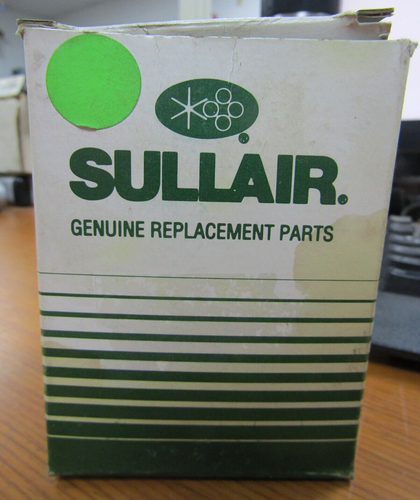 ®
SULLAIR®
GENUINE REPLACEMENT PARTS